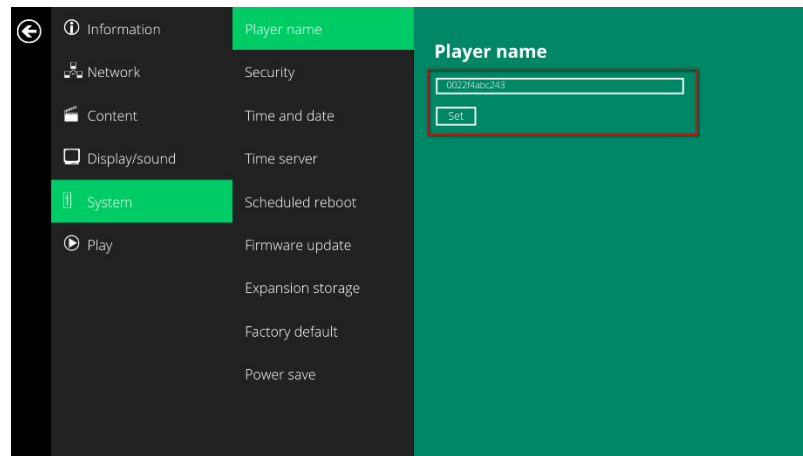 Information
Network
Content
Display/sound
System
Play
Player name
Security
Time and date
Time server
Scheduled reboot
Firmware update
Expansion storage
Factory default
Power save
Player name
0022f4abc243
Set